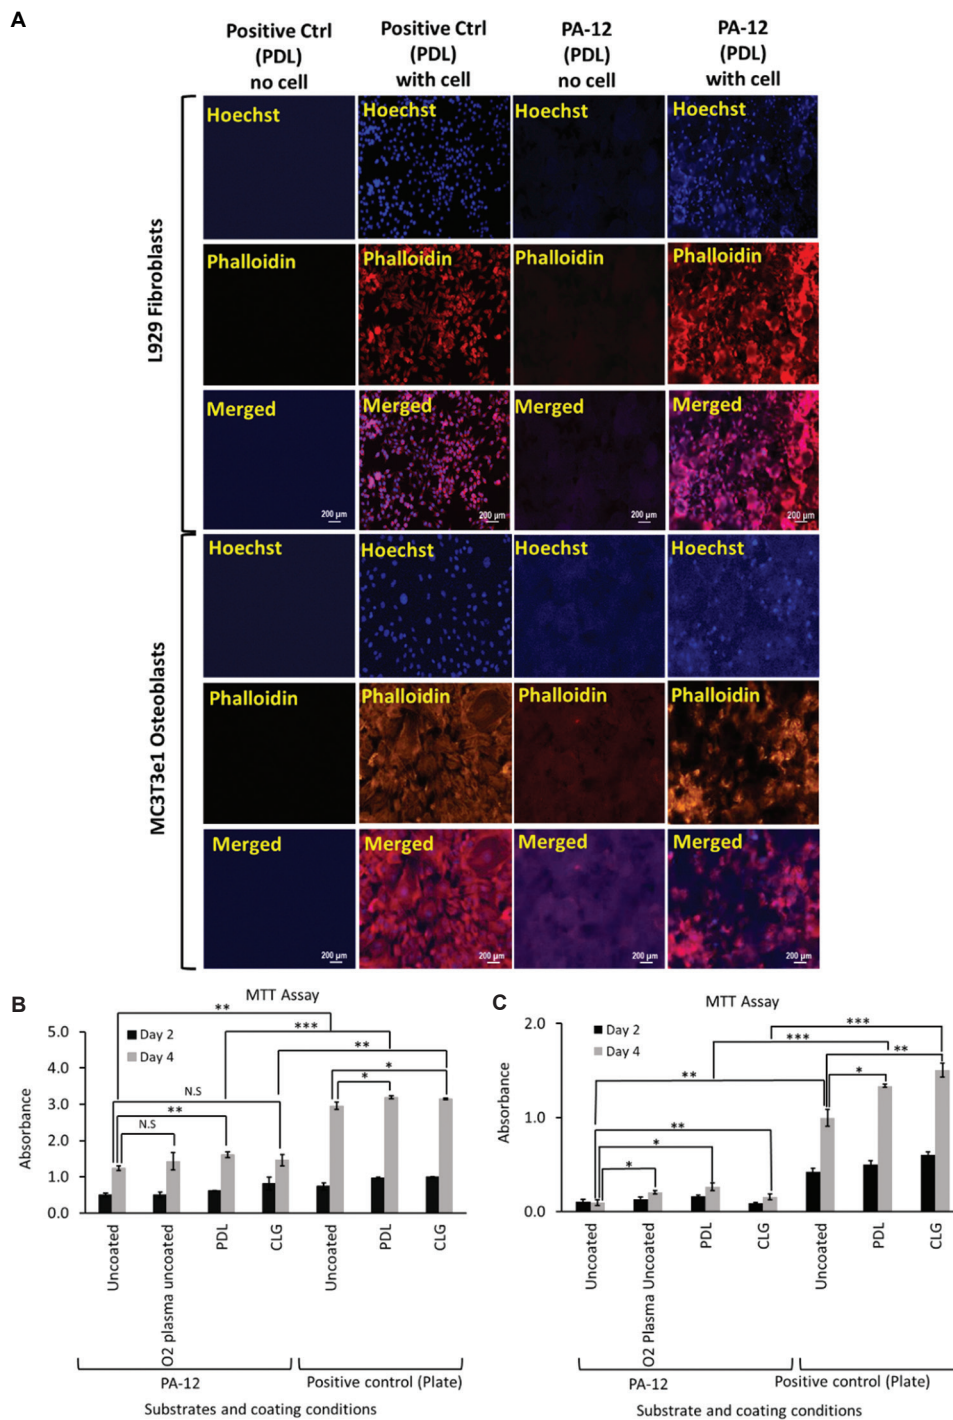 A
Positive Ctrl (PDL) no cell
Positive Ctrl (PDL) with cell
PA-12 (PDL) no cell
PA-12 (PDL) with cell
L929 Fibroblasts
Hoechst Hoechst Hoechst Hoechst
Phalloidin Phalloidin Phalloidin Phalloidin
Merged Merged Merged Merged
200 µm 200 µm 200 µm 200 µm
MC3T3e1 Osteoblasts
Hoechst Hoechst Hoechst Hoechst
Phalloidin Phalloidin Phalloidin Phalloidin
Merged Merged Merged Merged
200 µm 200 µm 200 µm 200 µm
B
MTT Assay
Day 2
Day 4
Absorbance
5.0
4.0
3.0
2.0
1.0
0.0
**
***
**
*
*
N.S
**
N.S
Uncoated
O2 plasma uncoated
PDL
CLG
Uncoated
PDL
CLG
PA-12
Positive control (Plate)
Substrates and coating conditions
C
MTT Assay
Day 2
Day 4
Absorbance
2.0
1.0
0.0
***
***
**
**
*
**
*
*
Uncoated
O2 Plasma Uncoated
PDL
CLG
Uncoated
PDL
CLG
PA-12
Positive control (Plate)
Substrate and coating conditions